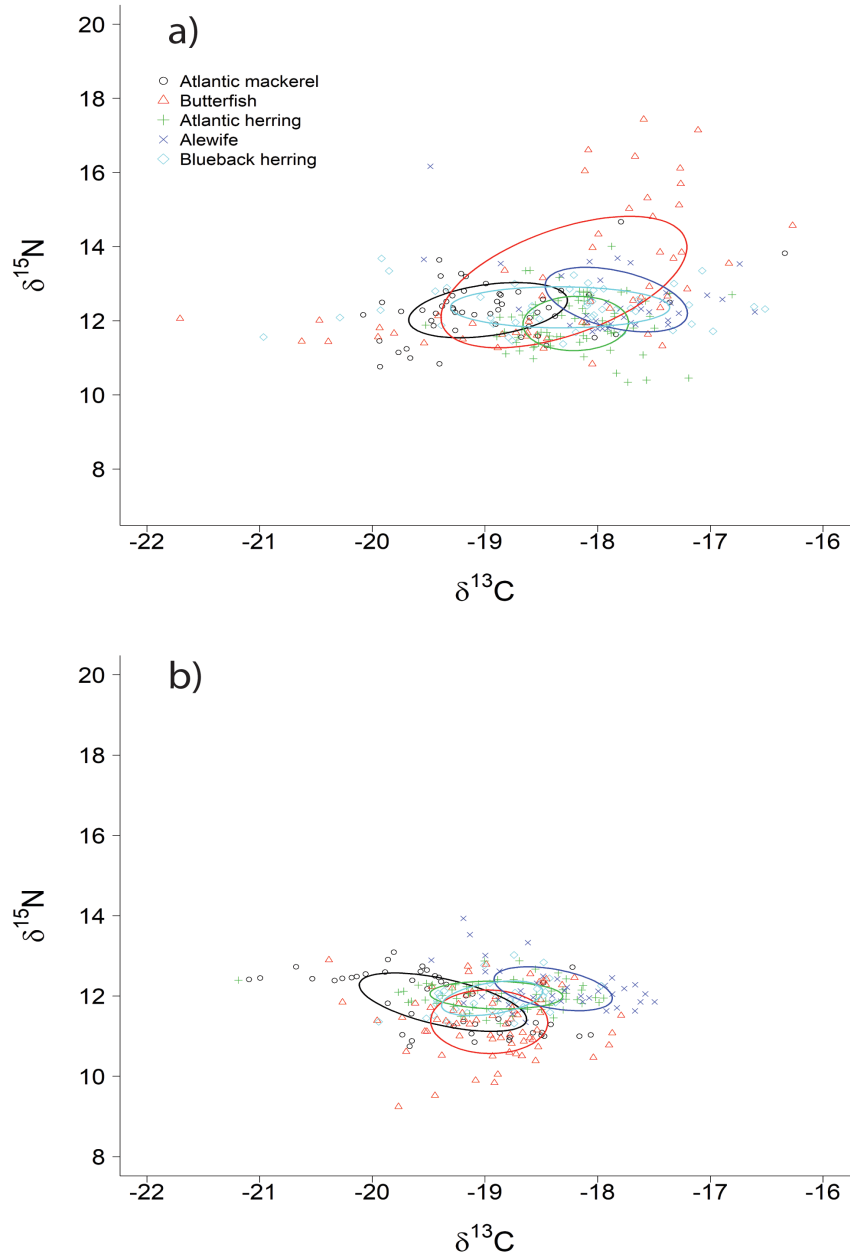 a)
20
18
16
14
12
10
8
δ15N
Atlantic mackerel
Butterfish
Atlantic herring
Alewife
Blueback herring
-22 -21 -20 -19 -18 -17 -16
δ13C
b)
20
18
16
14
12
10
8
δ15N
-22 -21 -20 -19 -18 -17 -16
δ13C